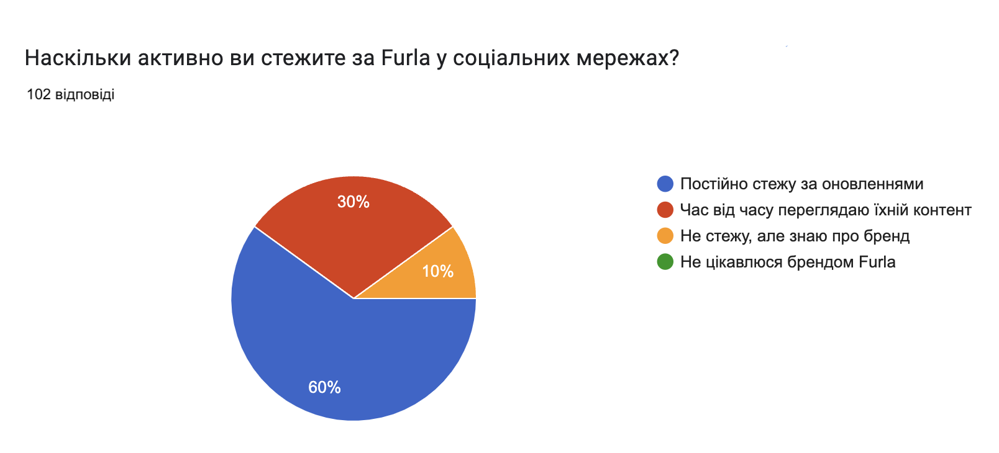 Наскільки активно ви стежите за Furla у соціальних мережах?
102 відповіді
30%
10%
60%
Постійно стежу за оновленнями
Час від часу переглядаю їхній контент
Не стежу, але знаю про бренд
Не цікавлюся брендом Furla